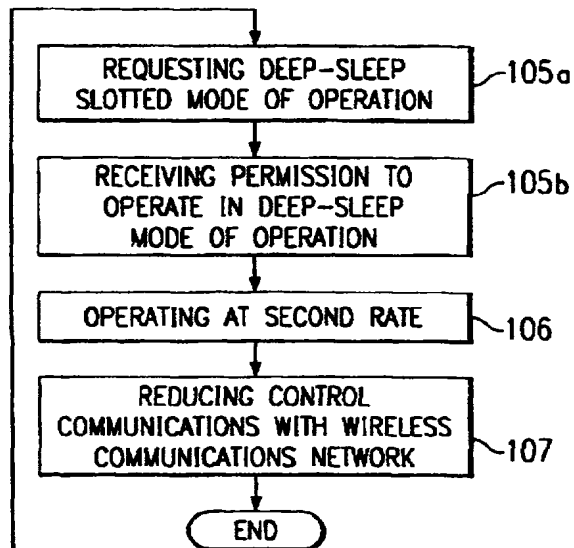 REQUESTING DEEP-SLEEP
SLOTTED MODE OF OPERATION
105a
RECEIVING PERMISSION TO
OPERATE IN DEEP-SLEEP
MODE OF OPERATION
105b
OPERATING AT SECOND RATE
106
REDUCING CONTROL
COMMUNICATIONS WITH WIRELESS
COMMUNICATIONS NETWORK
107
END